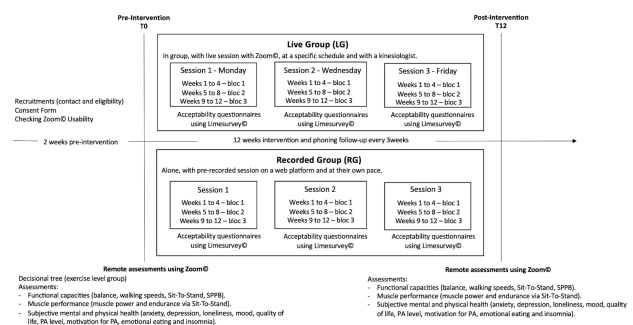 Pre-Intervention
T0
Post-Intervention
T12
Live Group (LG)
In group, with live session with Zoom©, at a specific schedule and with a kinesiologist.
Session 1 - Monday
Weeks 1 to 4 – bloc 1
Weeks 5 to 8 – bloc 2
Weeks 9 to 12 – bloc 3
Acceptability questionnaires
using Limesurvey©
Session 2 - Wednesday
Weeks 1 to 4 – bloc 1
Weeks 5 to 8 – bloc 2
Weeks 9 to 12 – bloc 3
Acceptability questionnaires
using Limesurvey©
Session 3 - Friday
Weeks 1 to 4 – bloc 1
Weeks 5 to 8 – bloc 2
Weeks 9 to 12 – bloc 3
Acceptability questionnaires
using Limesurvey©
Recruitments (contact and eligibility)
Consent Form
Checking Zoom© Usability
2 weeks pre-intervention
12 weeks intervention and phoning follow-up every 3weeks
Recorded Group (RG)
Alone, with pre-recorded session on a web platform and at their own pace.
Session 1
Weeks 1 to 4 – bloc 1
Weeks 5 to 8 – bloc 2
Weeks 9 to 12 – bloc 3
Acceptability questionnaires
using Limesurvey©
Session 2
Weeks 1 to 4 – bloc 1
Weeks 5 to 8 – bloc 2
Weeks 9 to 12 – bloc 3
Acceptability questionnaires
using Limesurvey©
Session 3
Weeks 1 to 4 – bloc 1
Weeks 5 to 8 – bloc 2
Weeks 9 to 12 – bloc 3
Acceptability questionnaires
using Limesurvey©
Remote assessments using Zoom©
Decisional tree (exercise level group)
Assessments:
- Functional capacities (balance, walking speeds, Sit-To-Stand, SPPB).
- Muscle performance (muscle power and endurance via Sit-To-Stand).
- Subjective mental and physical health (anxiety, depression, loneliness, mood, quality
of life, PA level, motivation for PA, emotional eating and insomnia).
Remote assessments using Zoom©
Assessments:
- Functional capacities (balance, walking speeds, Sit-To-Stand, SPPB).
- Muscle performance (muscle power and endurance via Sit-To-Stand).
- Subjective mental and physical health (anxiety, depression, loneliness, mood, quality
of life, PA level, motivation for PA, emotional eating and insomnia).